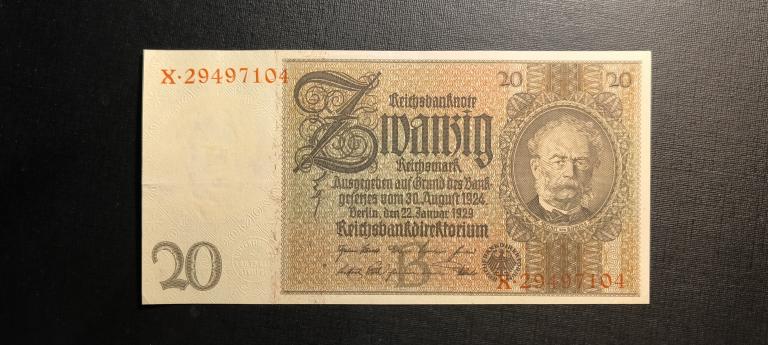 X·29497104
20 20
Reichsbanknote
Zwanzig
Reichsmark
Ausgegeben auf Grund des Bank-
gesetzes vom 30. August 1924
Berlin, den 22. Januar 1929
Reichsbankdirektorium
B
20
X·29497104